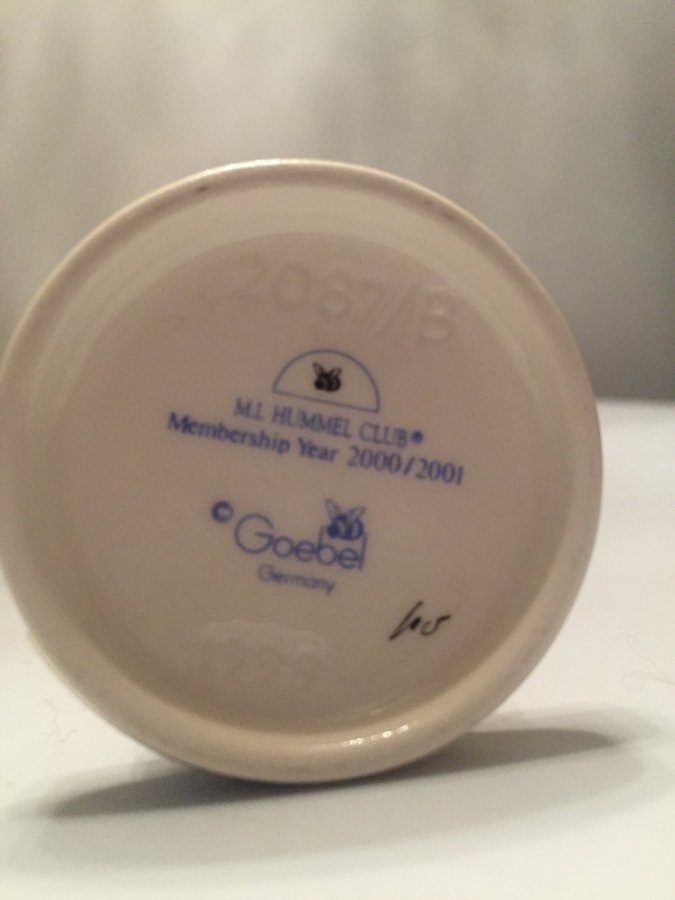 2087/B
M.I. HUMMEL CLUB®
Membership Year 2000/2001
© Goebel
Germany